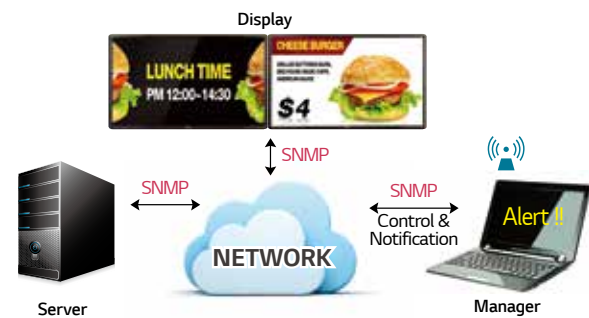 Display
LUNCH TIME
PM 12:00~14:30
CHEESE BURGER
$4
SNMP
SNMP
SNMP
Control &
Notification
NETWORK
Alert !!
Server
Manager